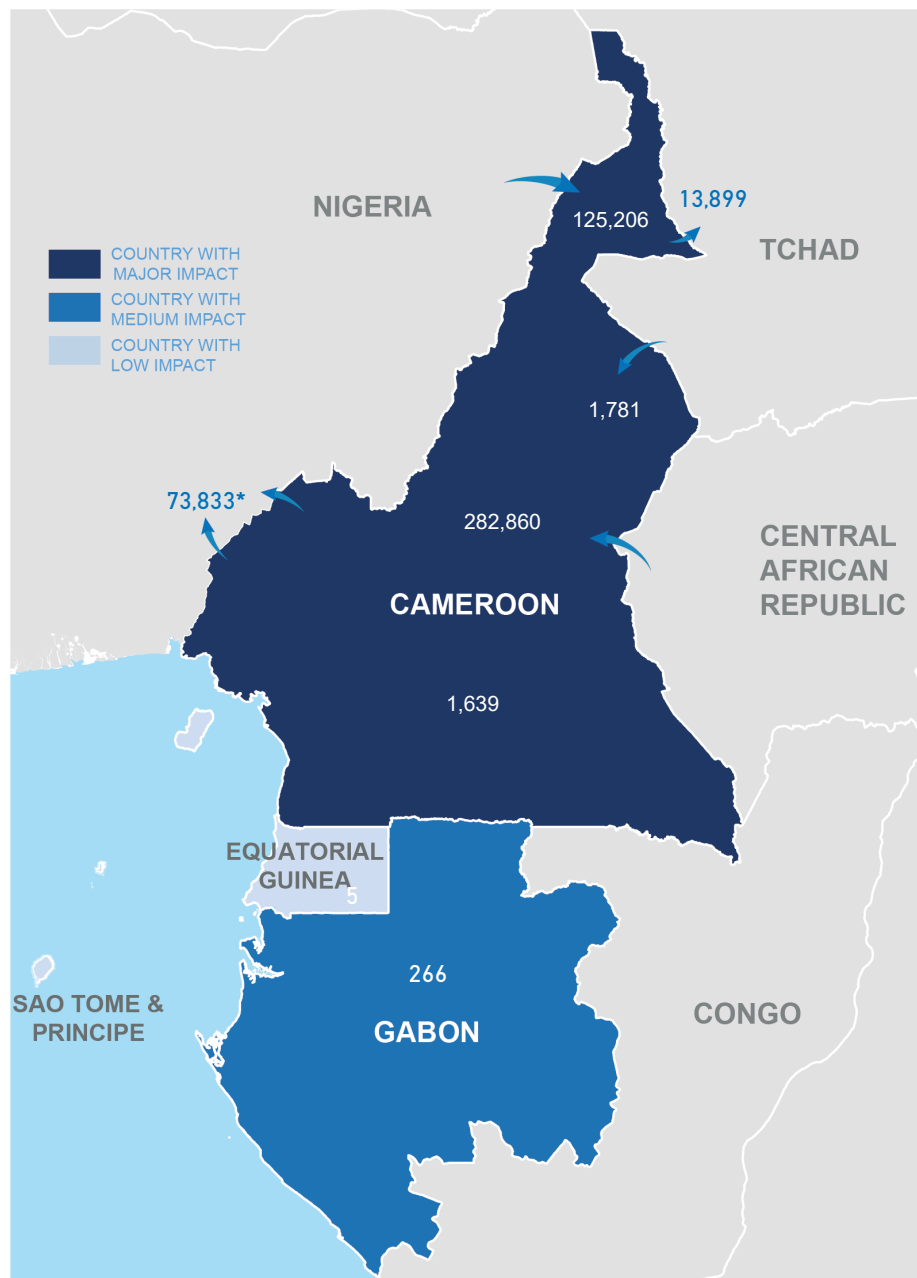 NIGERIA
13,899
125,206
TCHAD
COUNTRY WITH
MAJOR IMPACT
COUNTRY WITH
MEDIUM IMPACT
COUNTRY WITH
LOW IMPACT
1,781
73,833*
282,860
CENTRAL
AFRICAN
REPUBLIC
CAMEROON
1,639
EQUATORIAL
GUINEA
5
266
SAO TOME &
PRINCIPE
GABON
CONGO